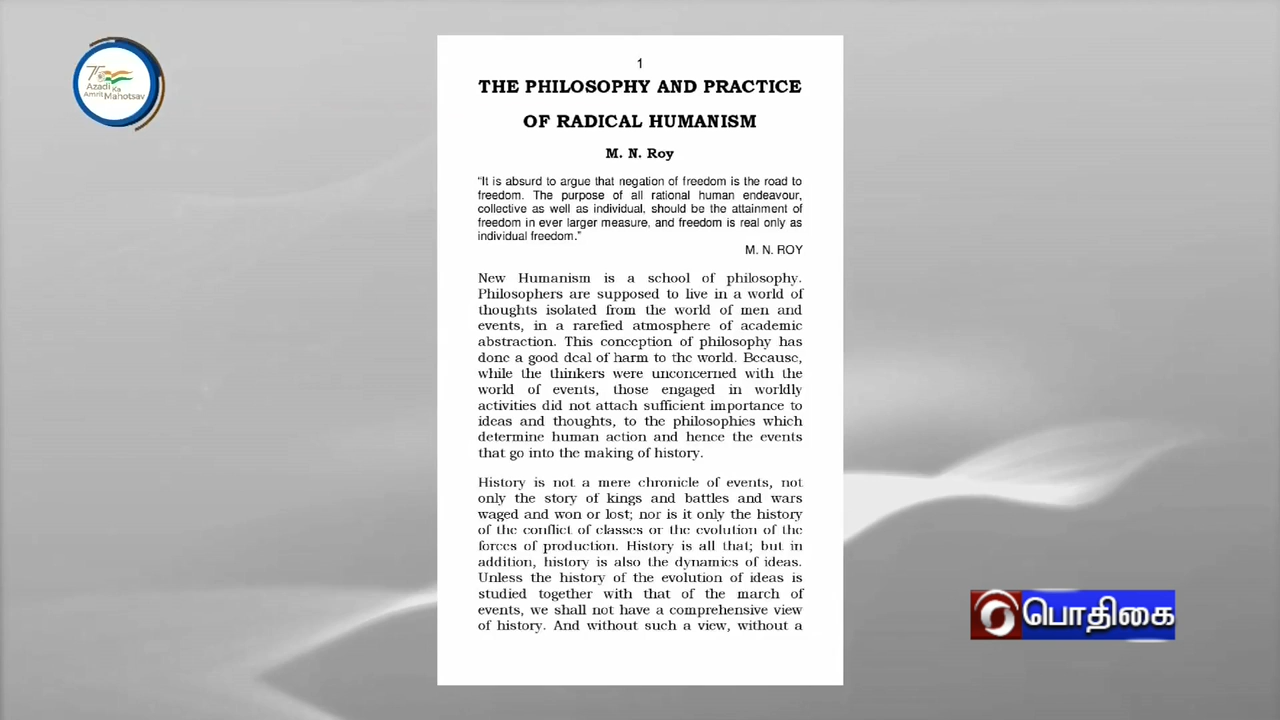 75
Azadi Ka
Amrit Mahotsav
1
THE PHILOSOPHY AND PRACTICE
OF RADICAL HUMANISM
M. N. Roy
“It is absurd to argue that negation of freedom is the road to
freedom. The purpose of all rational human endeavour,
collective as well as individual, should be the attainment of
freedom in ever larger measure, and freedom is real only as
individual freedom.”
M. N. ROY
New Humanism is a school of philosophy.
Philosophers are supposed to live in a world of
thoughts isolated from the world of men and
events, in a rarefied atmosphere of academic
abstraction. This conception of philosophy has
done a good deal of harm to the world. Because,
while the thinkers were unconcerned with the
world of events, those engaged in worldly
activities did not attach sufficient importance to
ideas and thoughts, to the philosophies which
determine human action and hence the events
that go into the making of history.
History is not a mere chronicle of events, not
only the story of kings and battles and wars
waged and won or lost; nor is it only the history
of the conflict of classes or the evolution of the
forces of production. History is all that; but in
addition, history is also the dynamics of ideas.
Unless the history of the evolution of ideas is
studied together with that of the march of
events, we shall not have a comprehensive view
of history. And without such a view, without a
பொதிகை